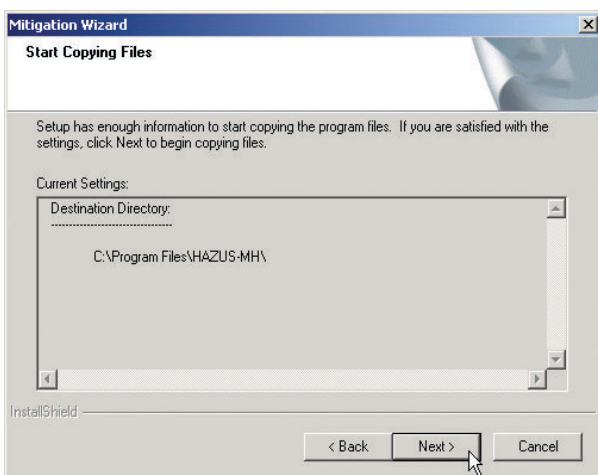 Mitigation Wizard
Start Copying Files
Setup has enough information to start copying the program files. If you are satisfied with the
settings, click Next to begin copying files.
Current Settings:
Destination Directory:
---------------------------------
C:\Program Files\HAZUS-MH\
InstallShield
< Back Next > Cancel